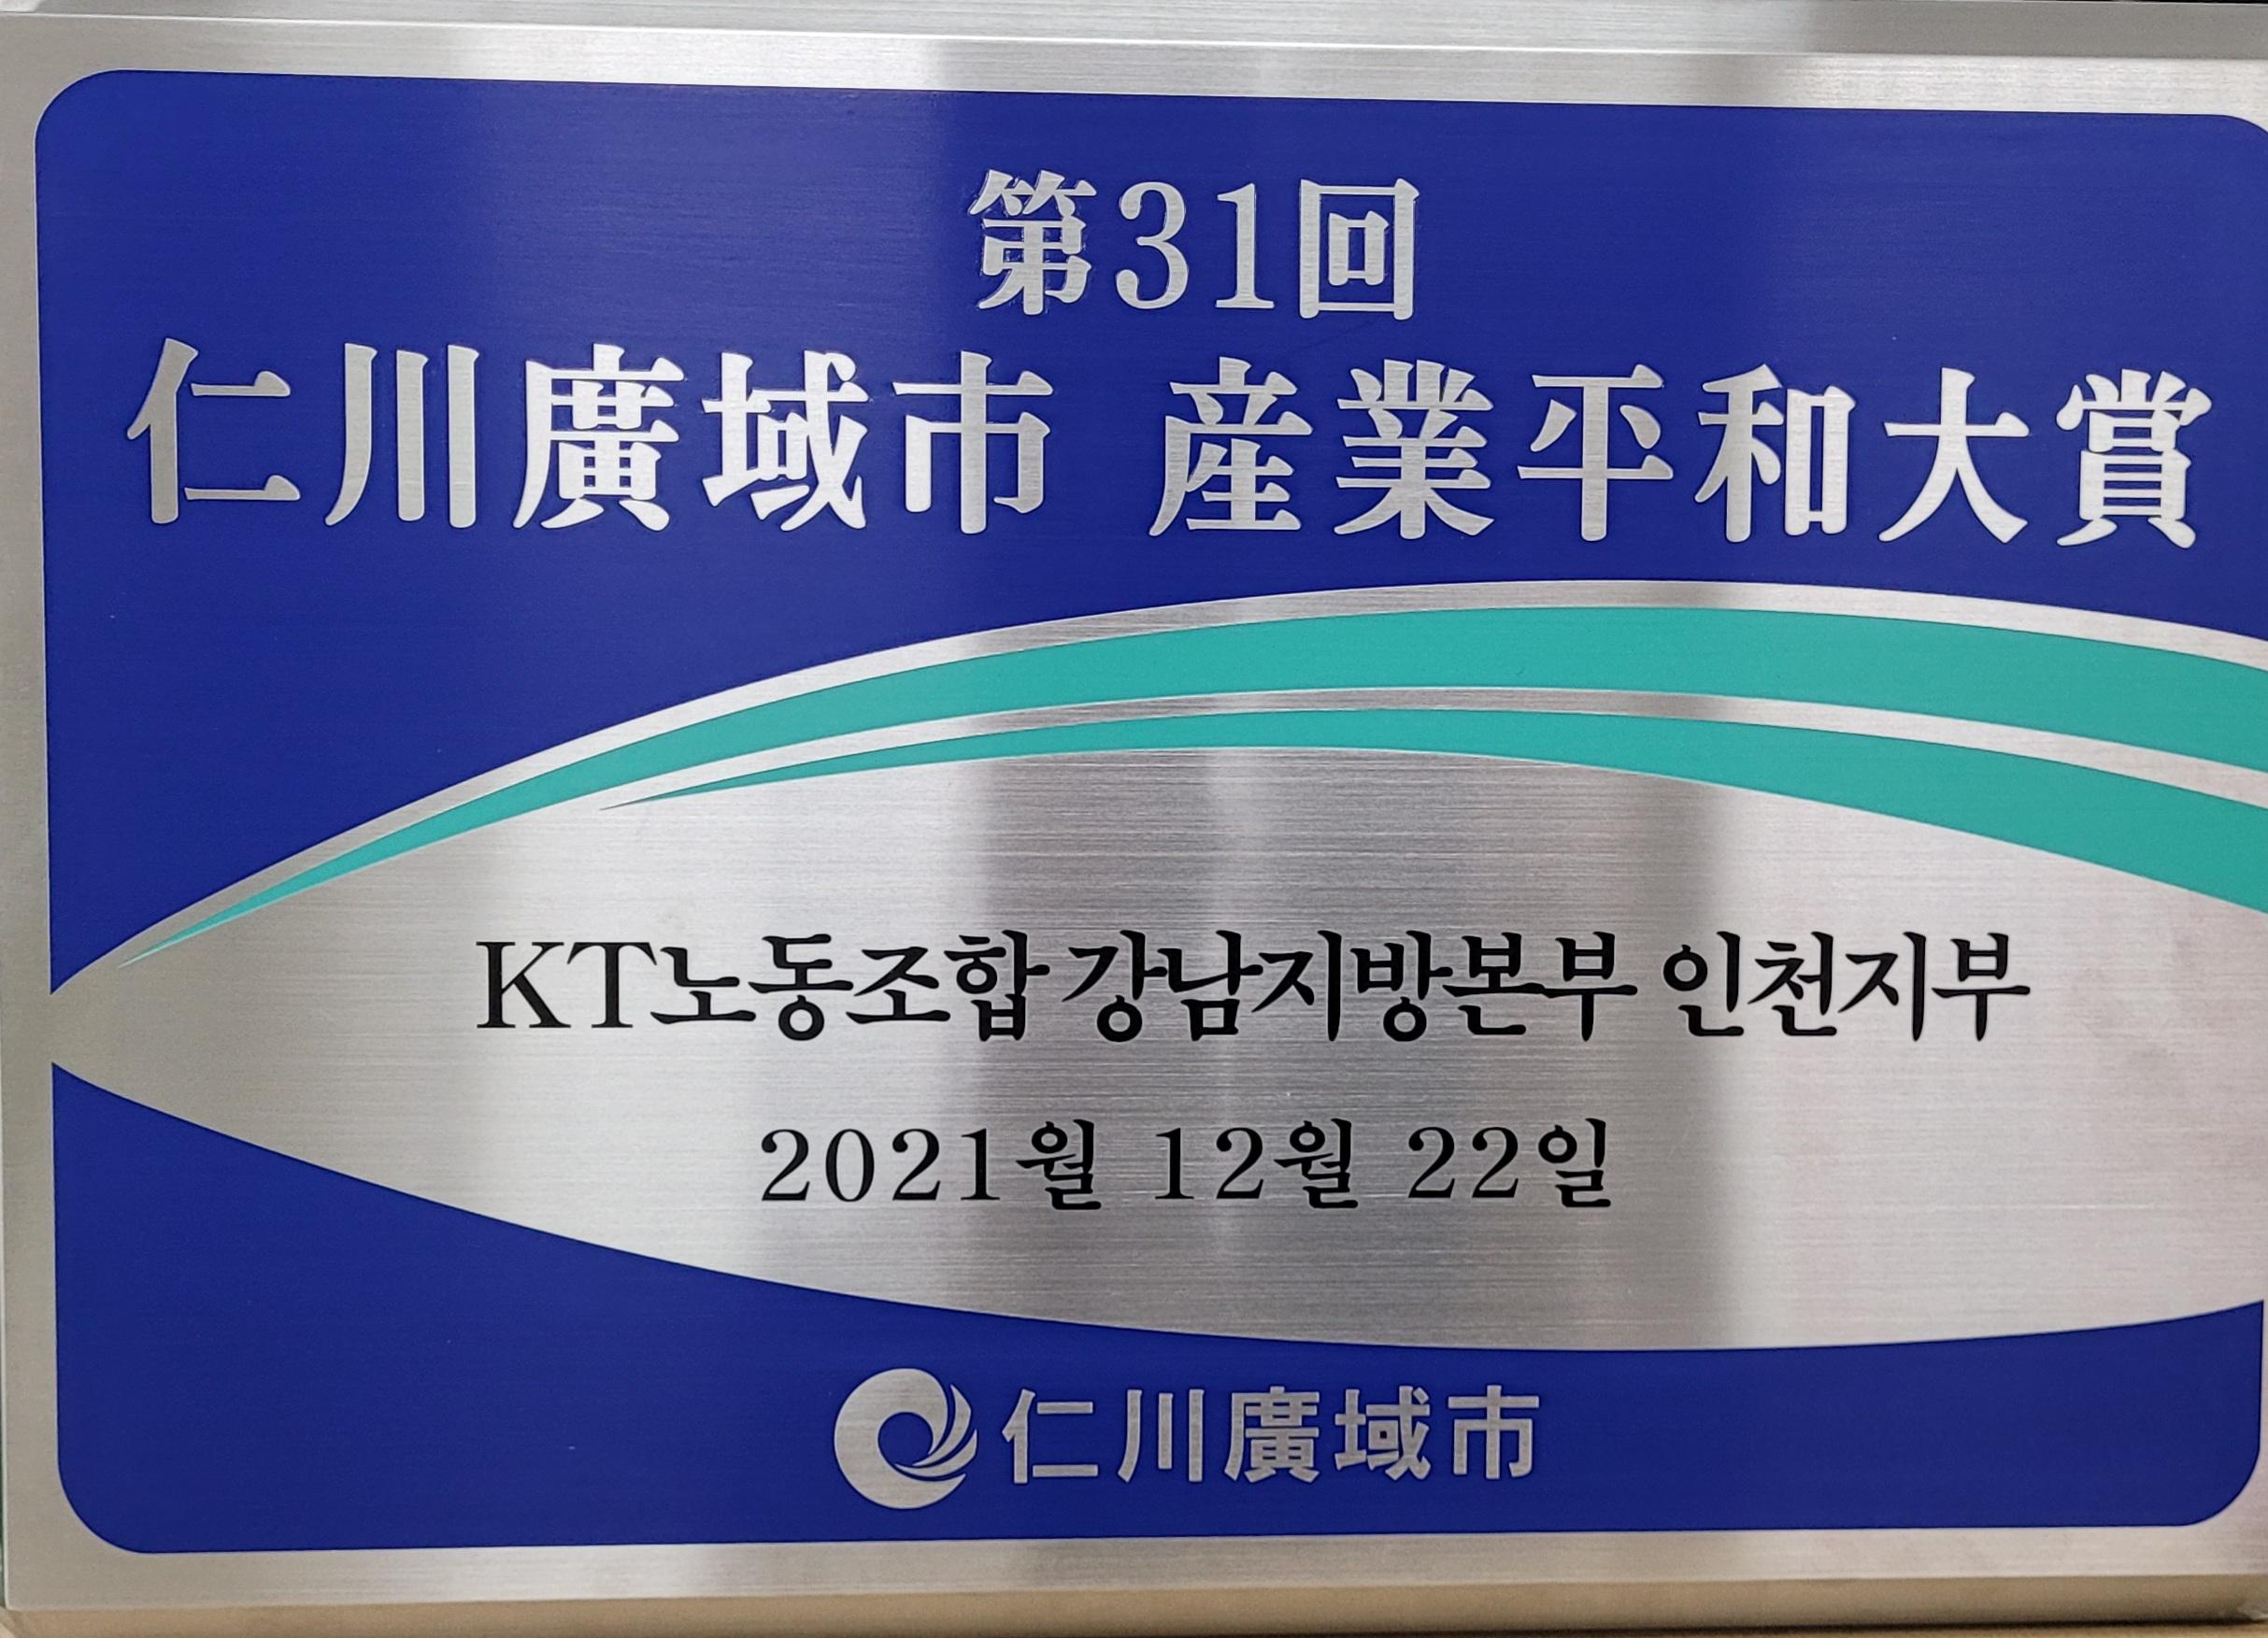 第31回
仁川廣域市 産業平和大賞
KT노동조합 강남지방본부 인천지부
2021월 12월 22일
仁川廣域市